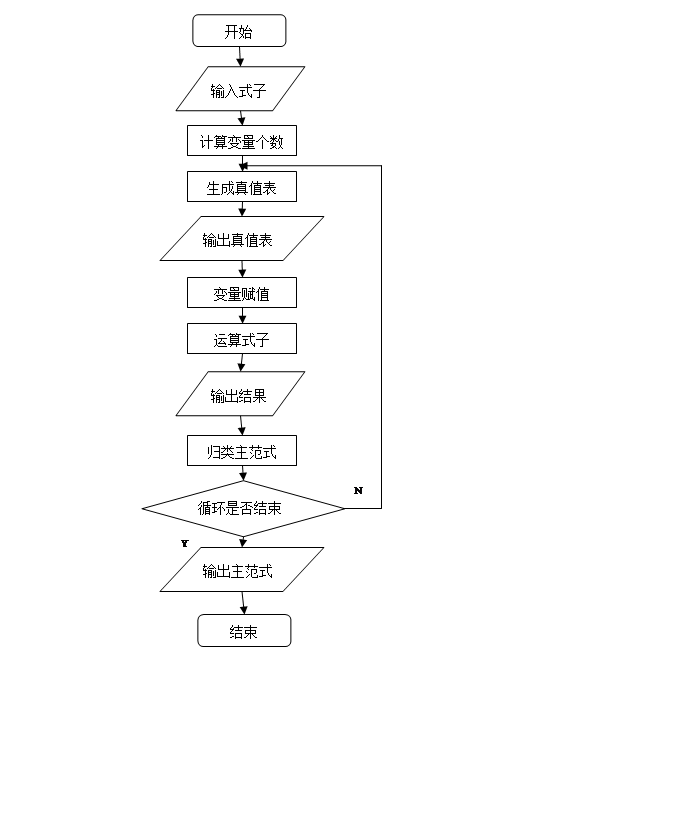 开始
输入式子
计算变量个数
生成真值表
输出真值表
变量赋值
运算式子
输出结果
归类主范式
N
循环是否结束
Y
输出主范式
结束